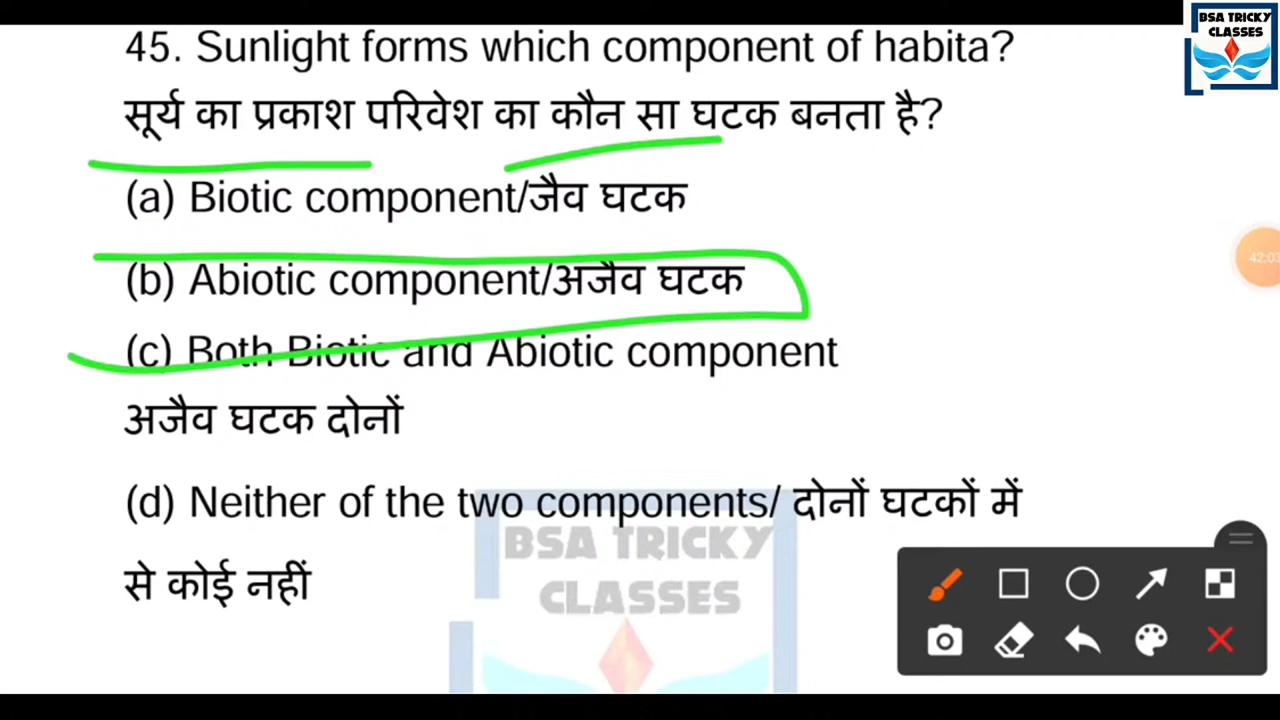 BSA TRICKY
CLASSES
45. Sunlight forms which component of habita?
सूर्य का प्रकाश परिवेश का कौन सा घटक बनता है?
(a) Biotic component/जैव घटक
(b) Abiotic component/अजैव घटक
42:03
(c) Both Biotic and Abiotic component
अजैव घटक दोनों
(d) Neither of the two components/ दोनों घटकों में
से कोई नहीं
BSA TRICKY
CLASSES